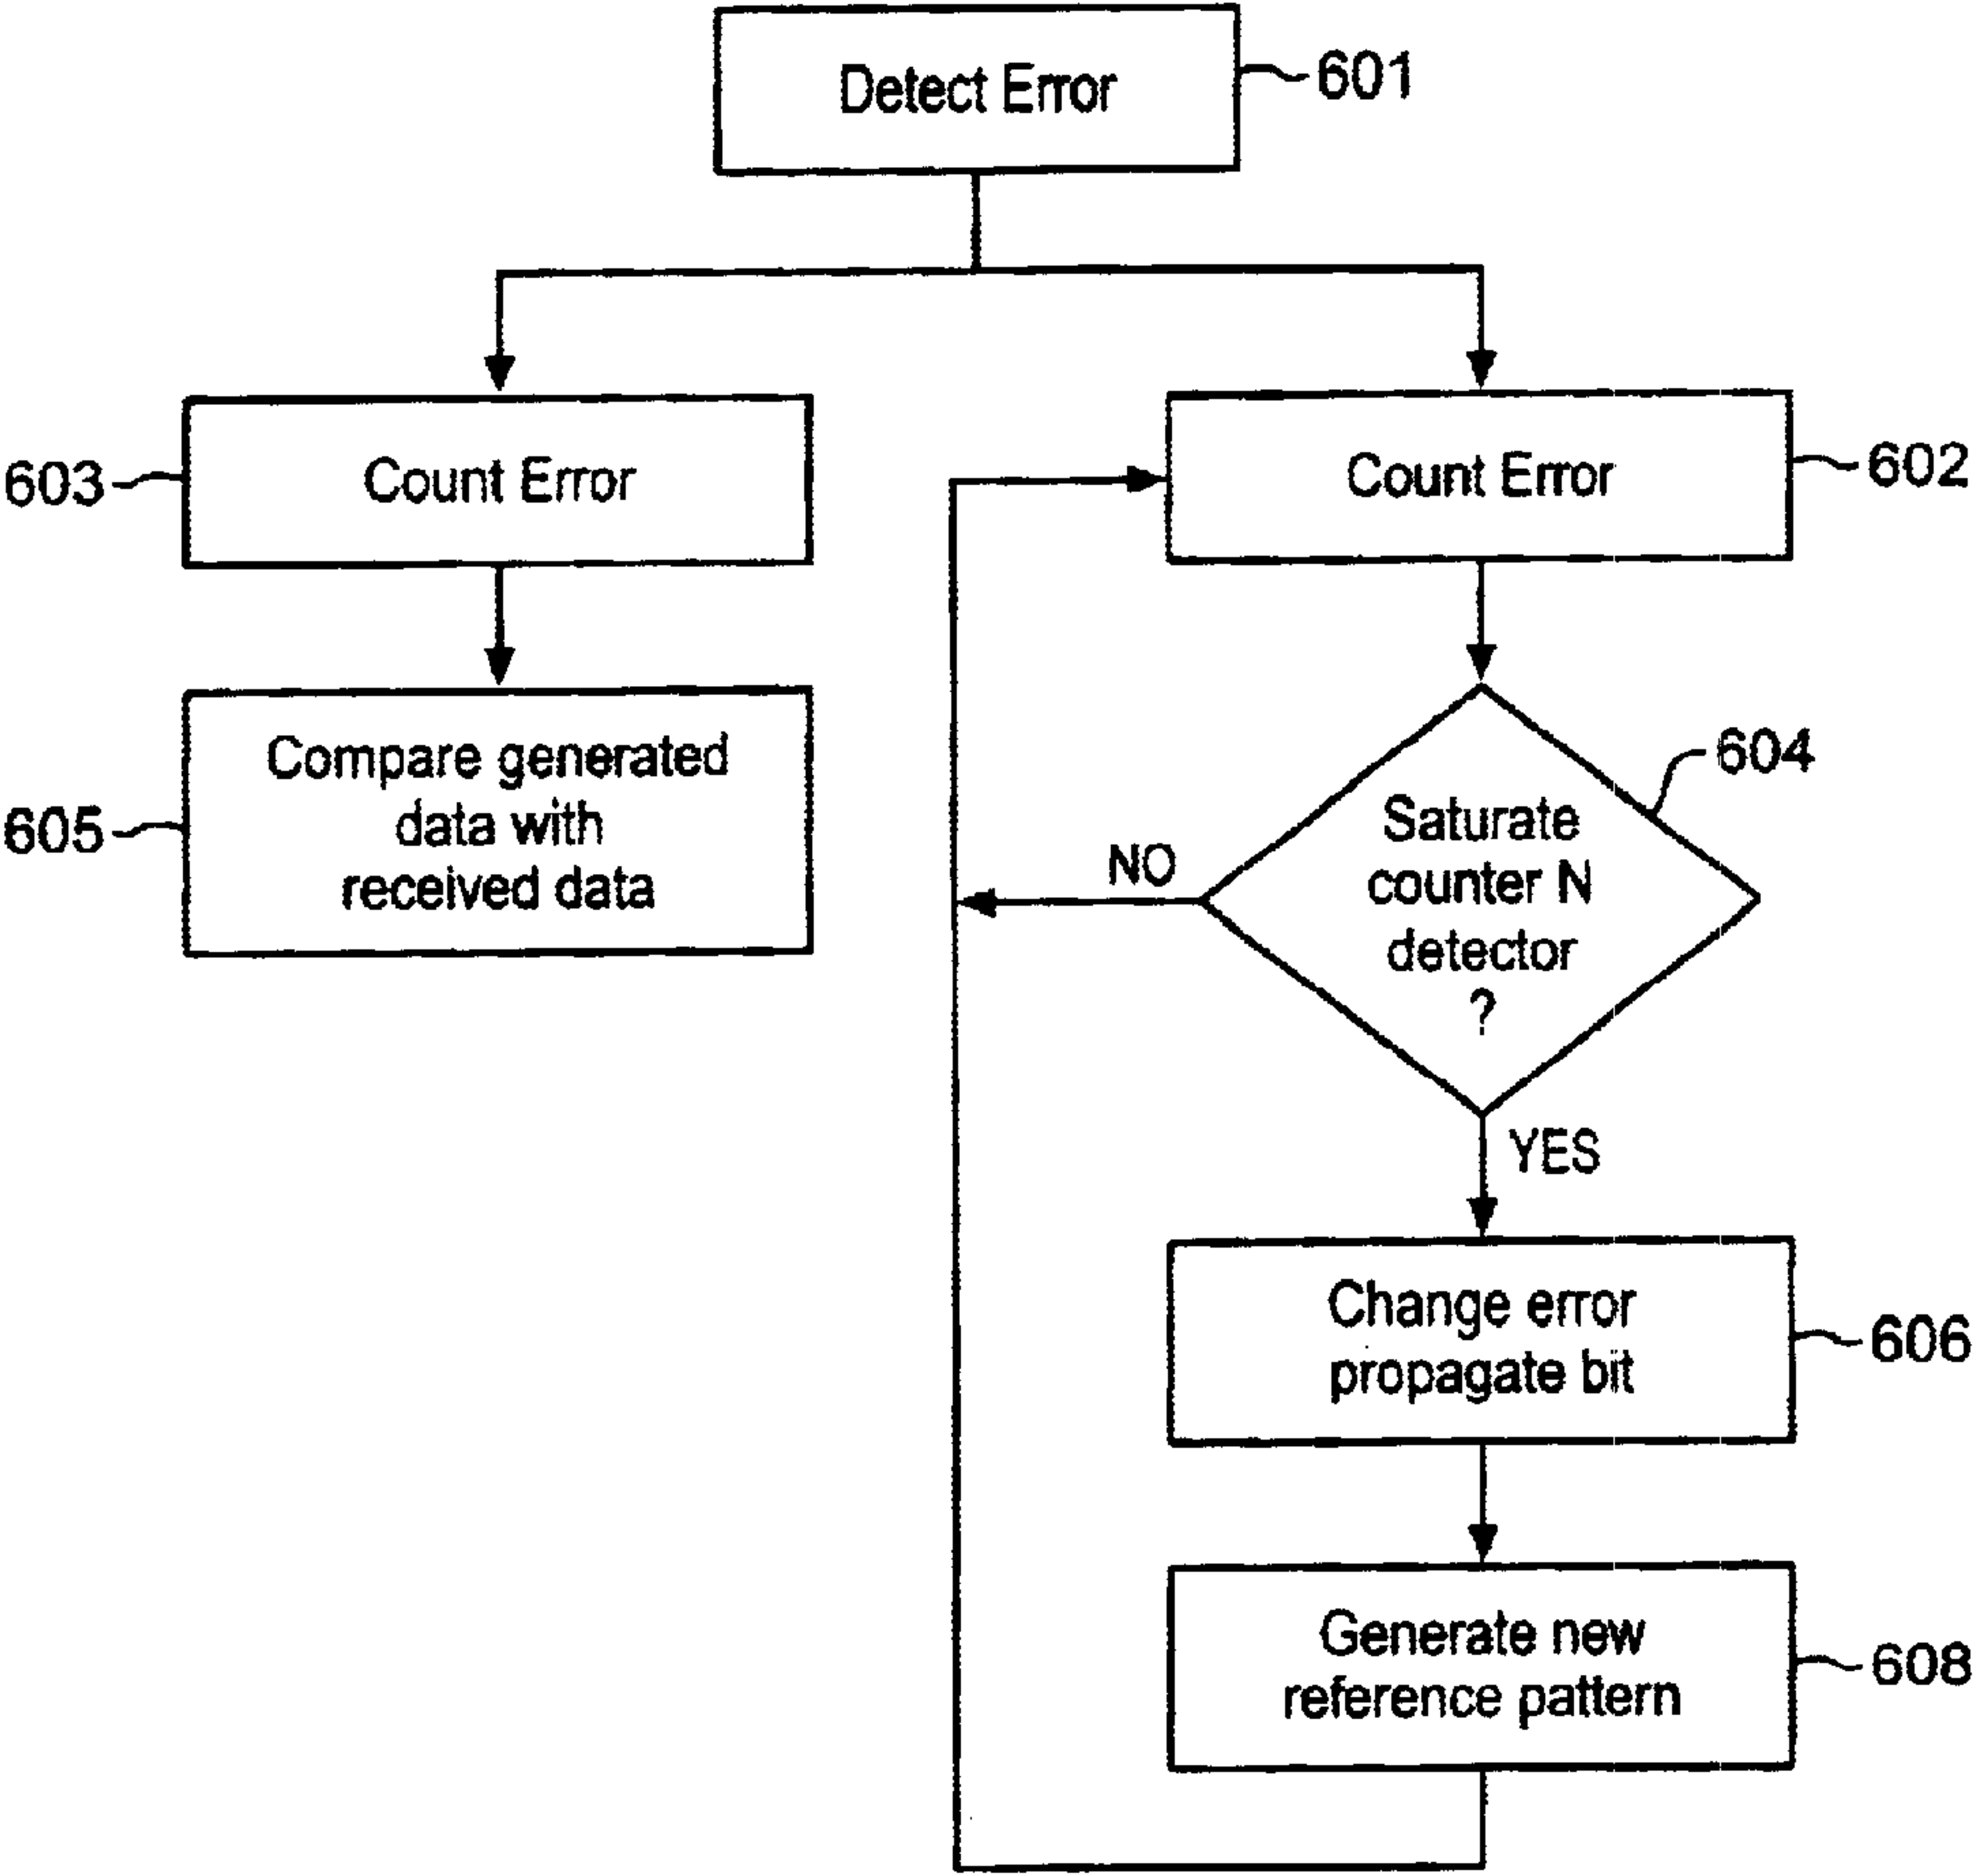 Detect Error
601
603
Count Error
Count Error
602
605
Compare generated
data with
received data
604
Saturate
counter N
detector
?
NO
YES
Change error
propagate bit
606
Generate new
reference pattern
608